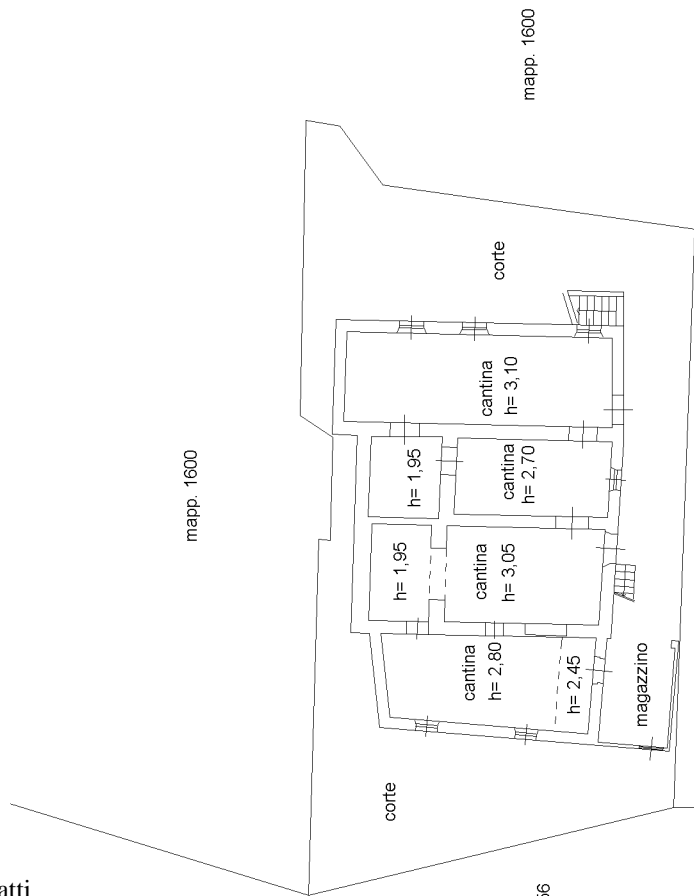 mapp. 1600
mapp. 1600
corte
cantina
h= 3,10
h= 1,95
cantina
h= 2,70
h= 1,95
cantina
h= 3,05
cantina
h= 2,80
h= 2,45
magazzino
corte